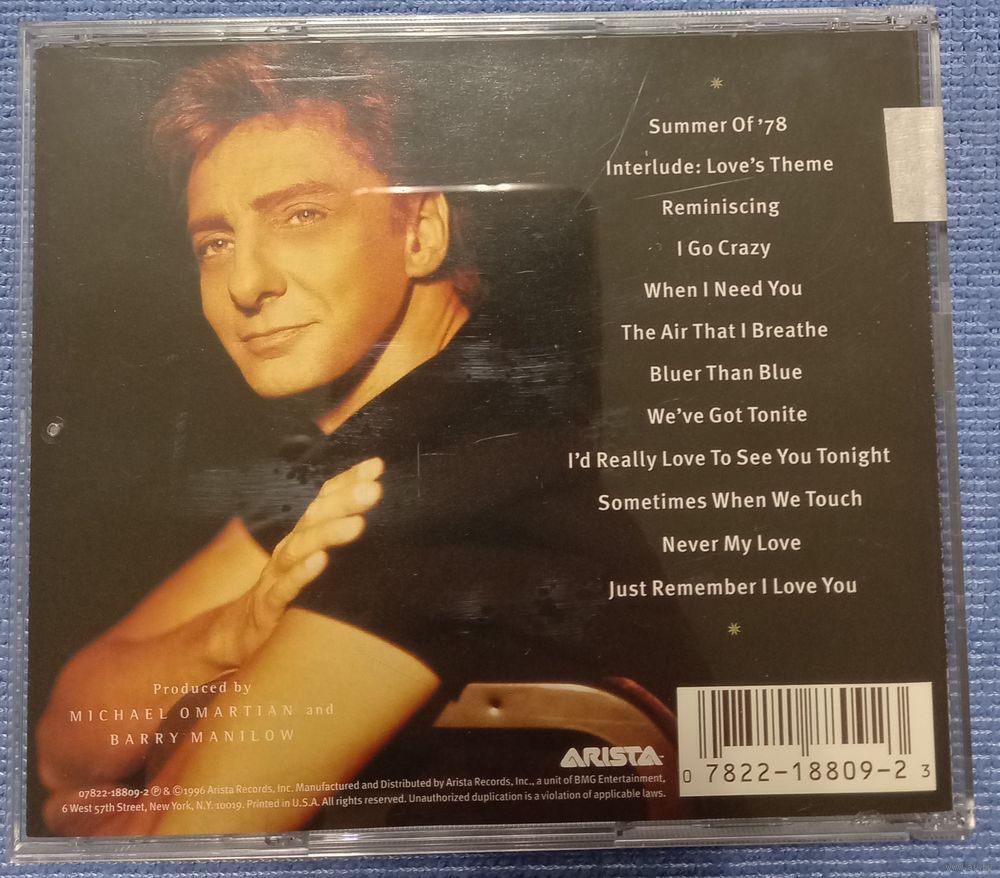 Summer Of '78
Interlude: Love's Theme
Reminiscing
I Go Crazy
When I Need You
The Air That I Breathe
Bluer Than Blue
We've Got Tonite
I'd Really Love To See You Tonight
Sometimes When We Touch
Never My Love
Just Remember I Love You
Produced by
MICHAEL OMARTIAN and
BARRY MANILOW
ARISTA
07822-18809-2 ℗ & ©1996 Arista Records, Inc. Manufactured and Distributed by Arista Records, Inc., a unit of BMG Entertainment,
6 West 57th Street, New York, N.Y. 10019. Printed in U.S.A. All rights reserved. Unauthorized duplication is a violation of applicable laws.
0 7822-18809-2 3